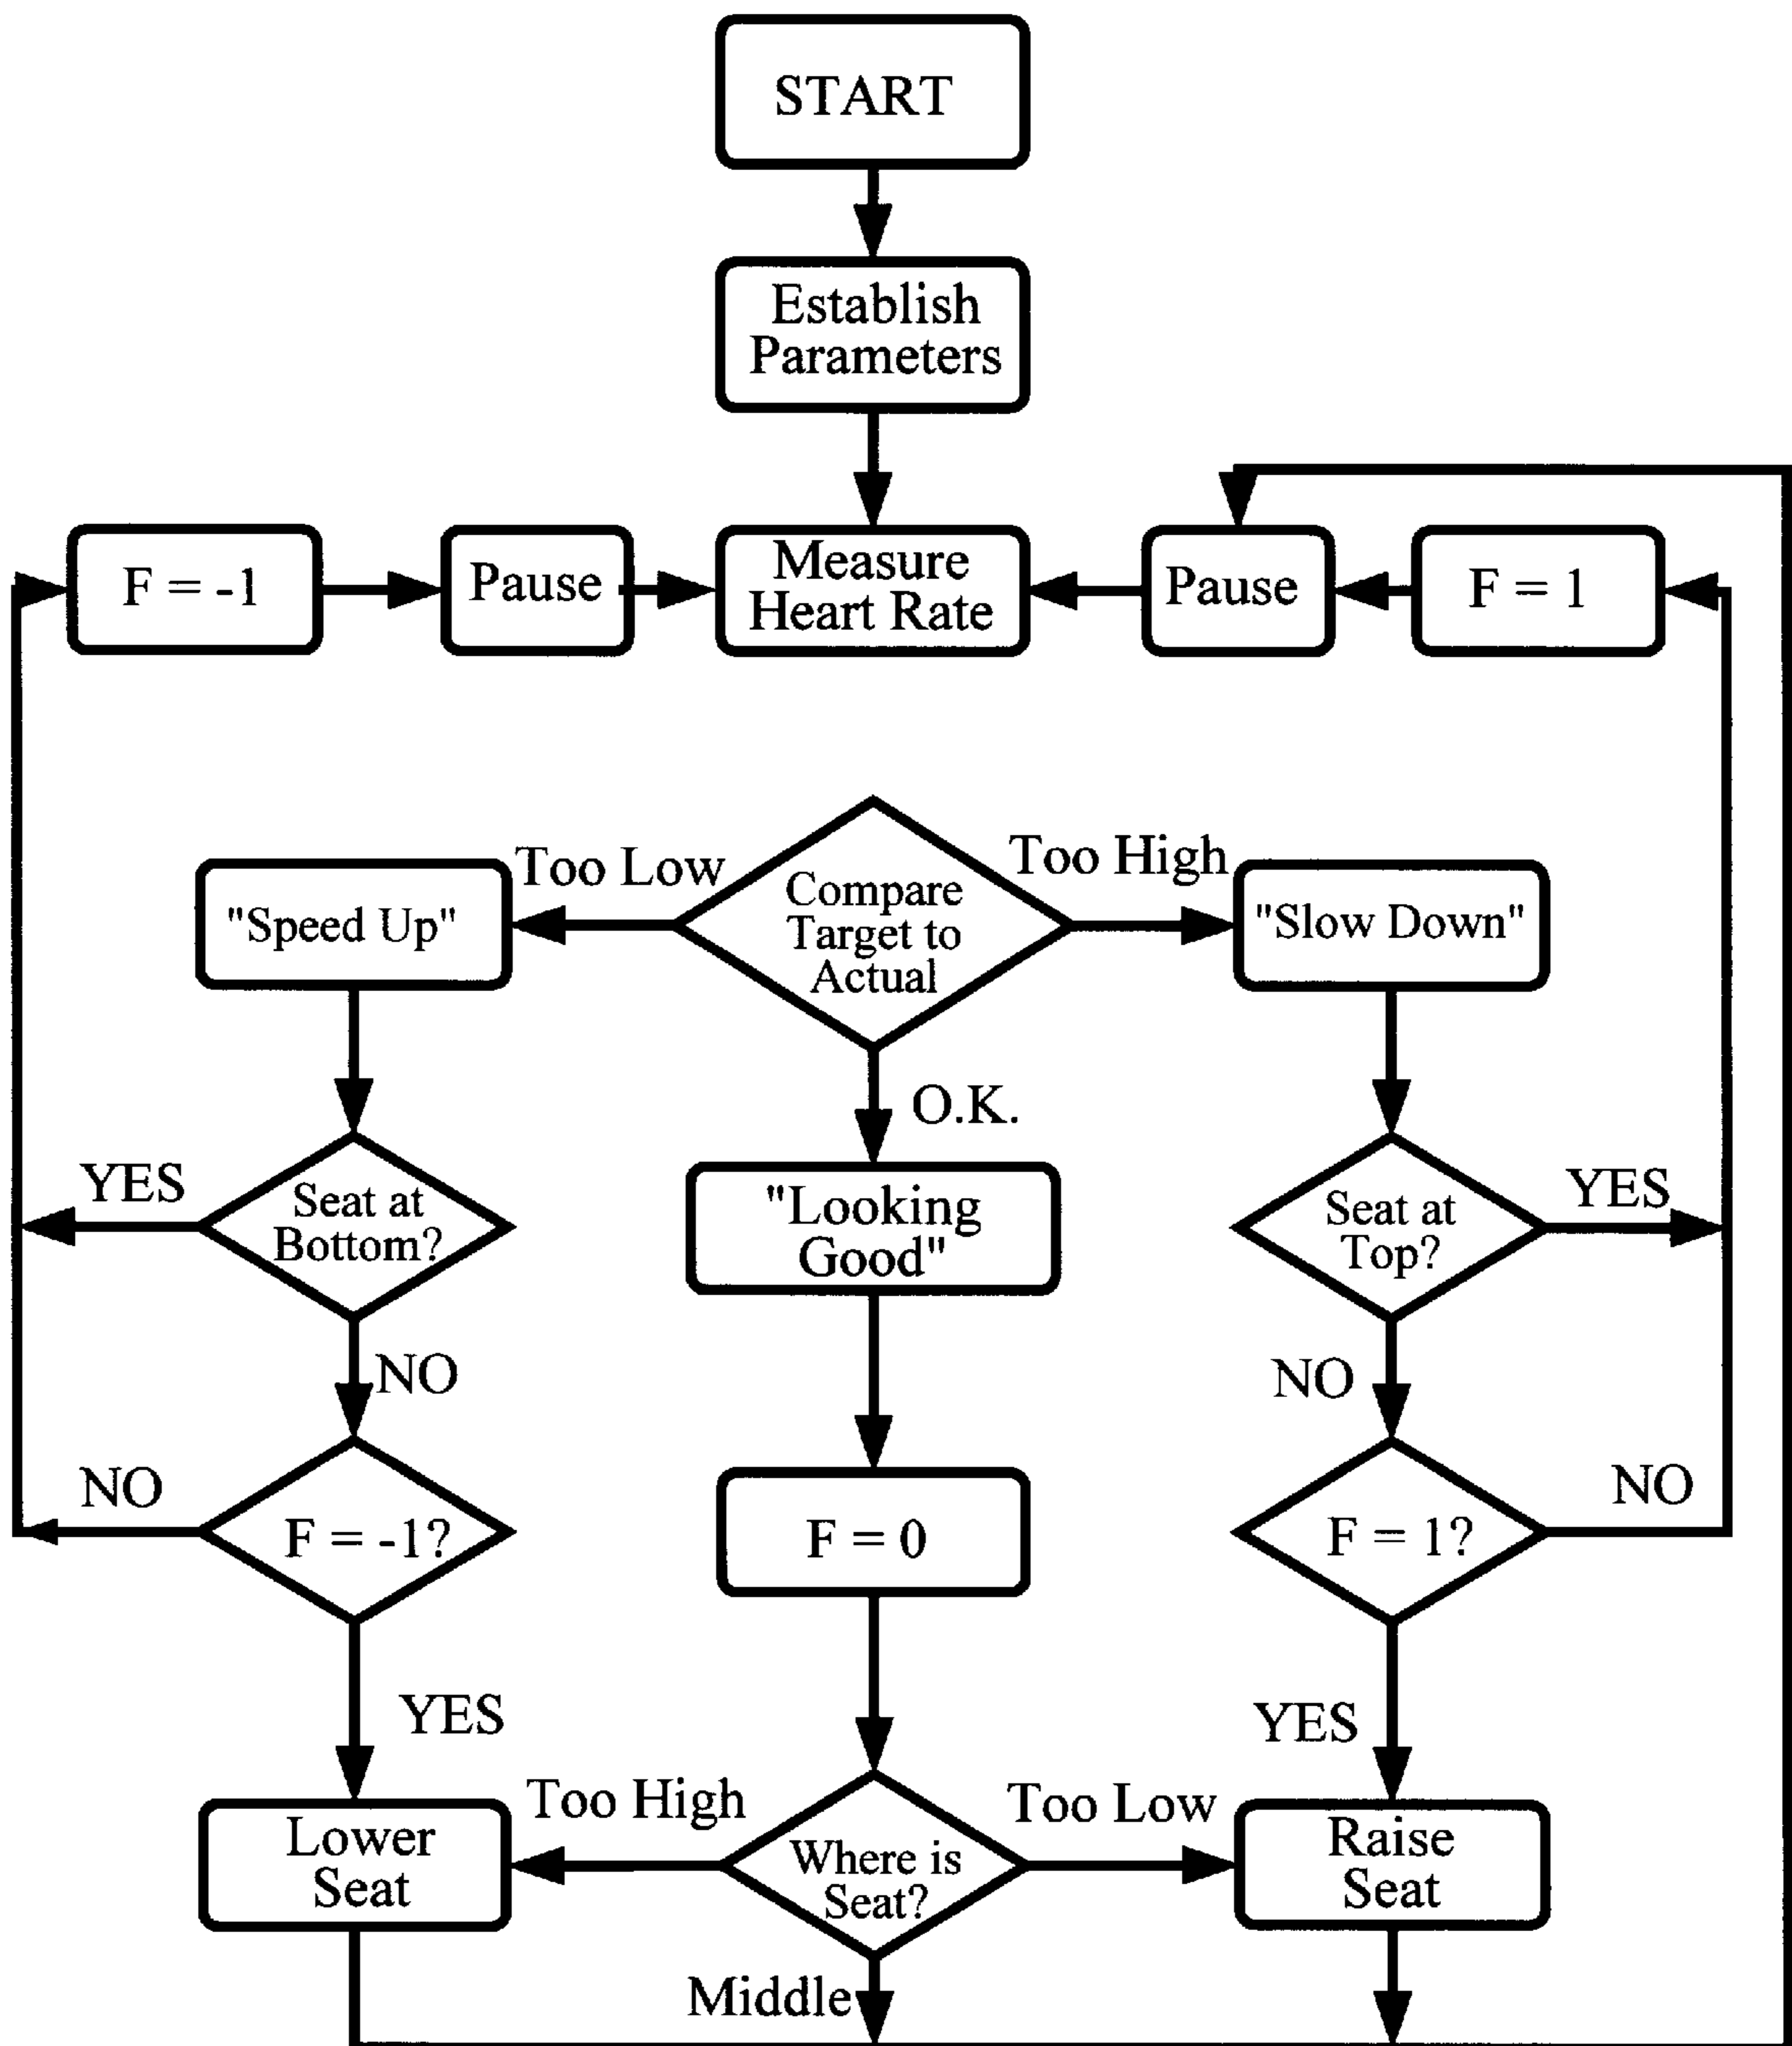 START
Establish
Parameters
F = -1
Pause
Measure
Heart Rate
Pause
F = 1
Too Low
Too High
"Speed Up"
Compare
Target to
Actual
"Slow Down"
O.K.
YES
Seat at
Bottom?
"Looking
Good"
Seat at
Top?
YES
NO
NO
NO
F = -1?
F = 0
F = 1?
NO
YES
YES
Too High
Too Low
Lower
Seat
Where is
Seat?
Raise
Seat
Middle